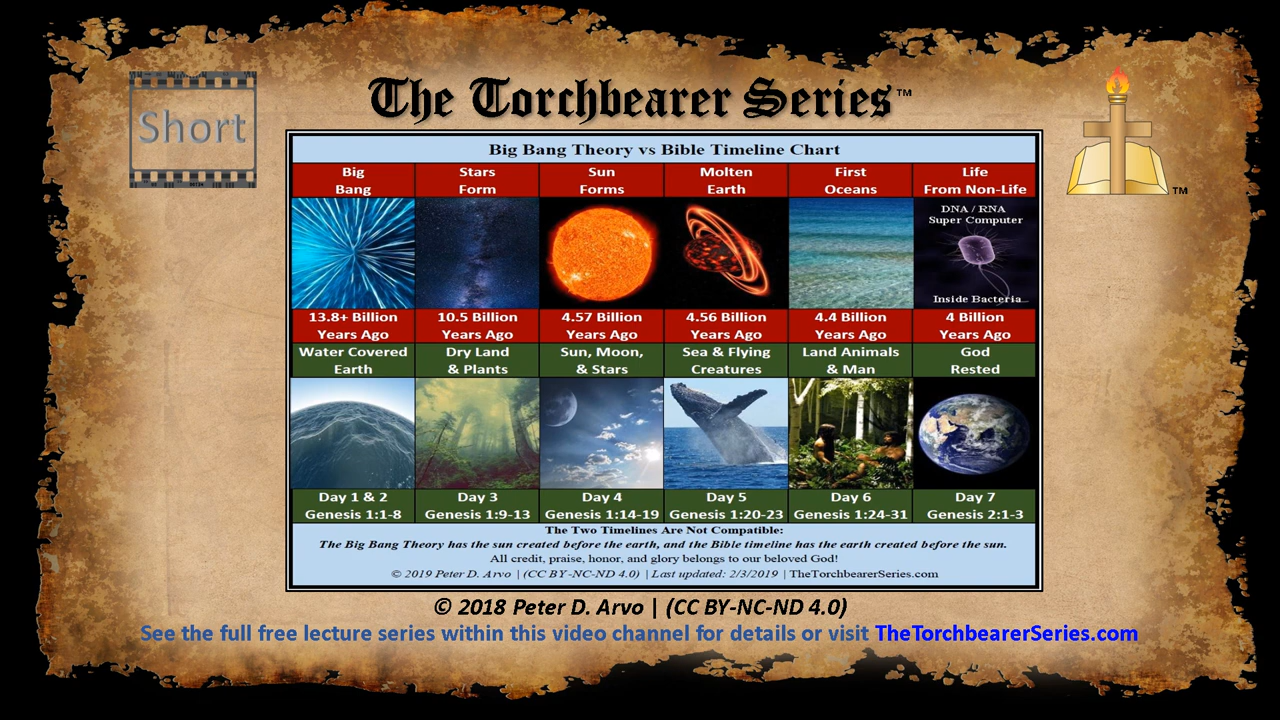 Short
The Torchbearer Series™
™
Big Bang Theory vs Bible Timeline Chart
Big
Bang
Stars
Form
Sun
Forms
Molten
Earth
First
Oceans
Life
From Non-Life
DNA / RNA
Super Computer
Inside Bacteria
13.8+ Billion
Years Ago
10.5 Billion
Years Ago
4.57 Billion
Years Ago
4.56 Billion
Years Ago
4.4 Billion
Years Ago
4 Billion
Years Ago
Water Covered
Earth
Dry Land
& Plants
Sun, Moon,
& Stars
Sea & Flying
Creatures
Land Animals
& Man
God
Rested
Day 1 & 2
Genesis 1:1-8
Day 3
Genesis 1:9-13
Day 4
Genesis 1:14-19
Day 5
Genesis 1:20-23
Day 6
Genesis 1:24-31
Day 7
Genesis 2:1-3
The Two Timelines Are Not Compatible:
The Big Bang Theory has the sun created before the earth, and the Bible timeline has the earth created before the sun.
All credit, praise, honor, and glory belongs to our beloved God!
© 2019 Peter D. Arvo | (CC BY-NC-ND 4.0) | Last updated: 2/3/2019 | TheTorchbearerSeries.com
© 2018 Peter D. Arvo | (CC BY-NC-ND 4.0)
See the full free lecture series within this video channel for details or visit TheTorchbearerSeries.com